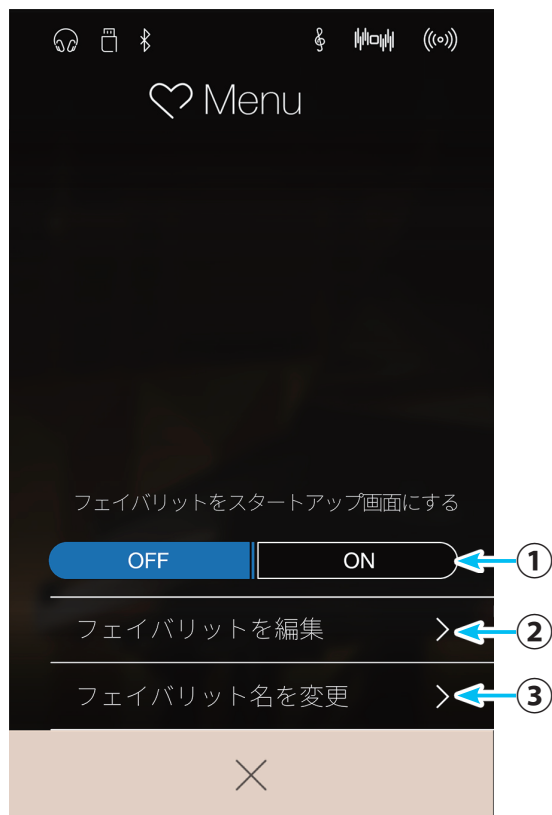 Menu
フェイバリットをスタートアップ画面にする
OFF ON ①
フェイバリットを編集 ②
フェイバリット名を変更 ③